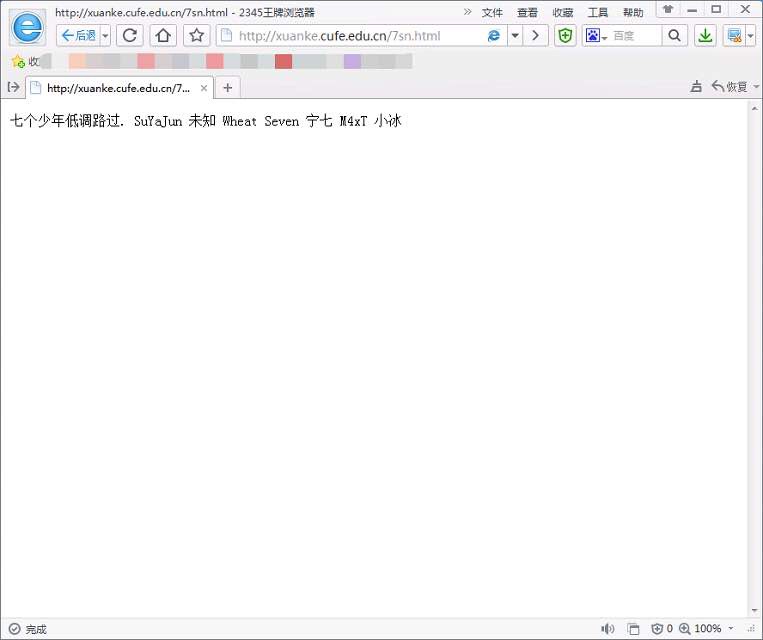 http://xuanke.cufe.edu.cn/7sn.html - 2345王牌浏览器
» 文件 查看 收藏 工具 帮助
后退 http://xuanke.cufe.edu.cn/7sn.html 百度
收
http://xuanke.cufe.edu.cn/7... × + 恢复
七个少年低调路过. SuYaJun 未知 Wheat Seven 宁七 M4xT 小冰
完成 0 100%